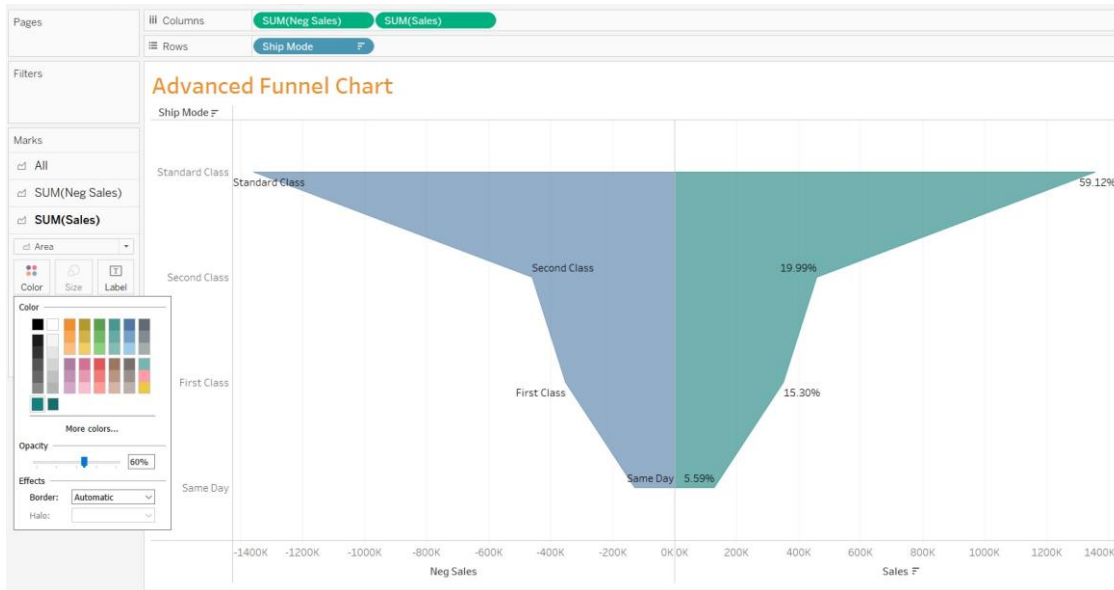 Pages
Columns
SUM(Neg Sales) SUM(Sales)
Rows
Ship Mode
Filters
Advanced Funnel Chart
Ship Mode
Marks
All
SUM(Neg Sales)
SUM(Sales)
Area
Color Size Label
Color
More colors...
Opacity
60%
Effects
Border: Automatic
Halo:
Standard Class
Standard Class 59.12%
Second Class
Second Class 19.99%
First Class
First Class 15.30%
Same Day
Same Day 5.59%
-1400K -1200K -1000K -800K -600K -400K -200K 0K 0K 200K 400K 600K 800K 1000K 1200K 1400K
Neg Sales Sales